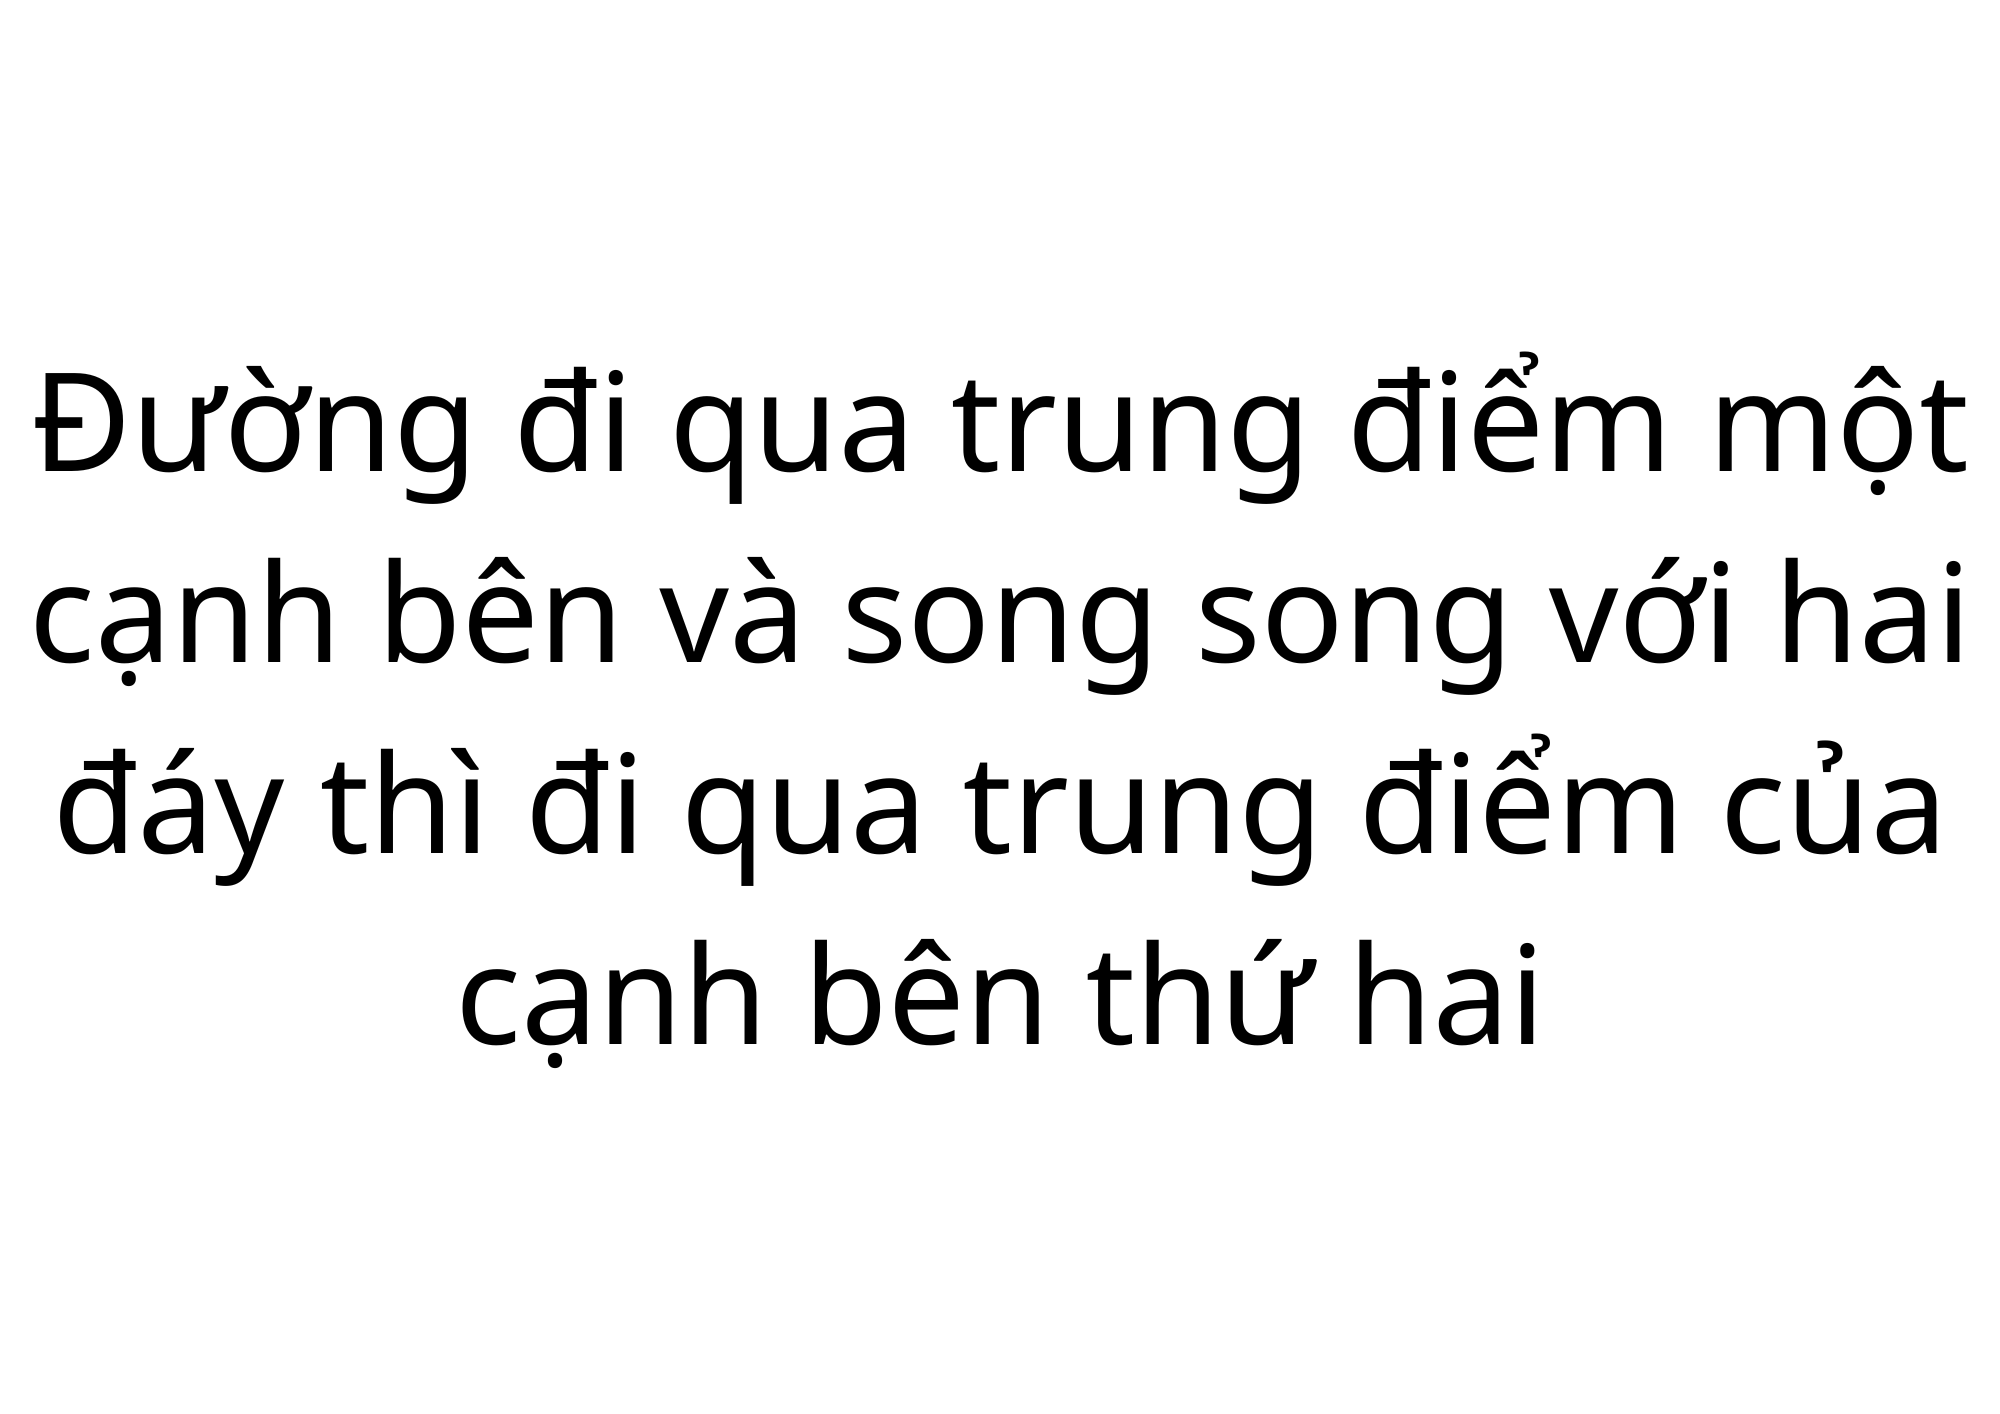 Đường đi qua trung điểm một
cạnh bên và song song với hai
đáy thì đi qua trung điểm của
cạnh bên thứ hai